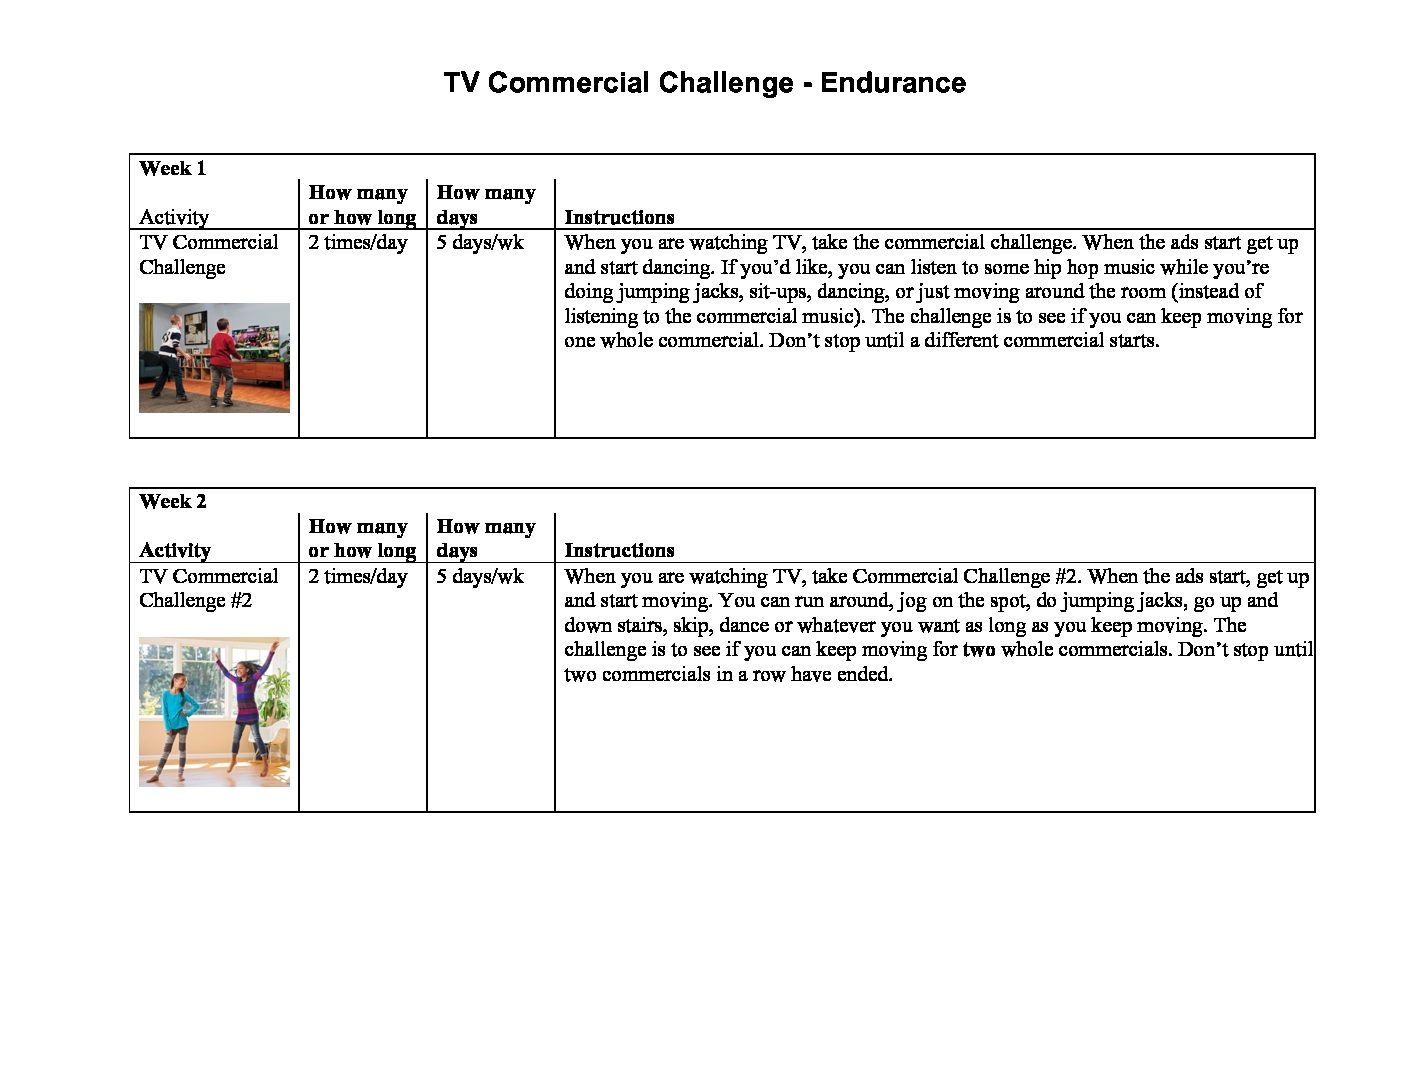 TV Commercial Challenge - Endurance
Week 1
Activity
How many
or how long
How many
days
Instructions
TV Commercial
Challenge
2 times/day
5 days/wk
When you are watching TV, take the commercial challenge. When the ads start get up
and start dancing. If you’d like, you can listen to some hip hop music while you’re
doing jumping jacks, sit-ups, dancing, or just moving around the room (instead of
listening to the commercial music). The challenge is to see if you can keep moving for
one whole commercial. Don’t stop until a different commercial starts.
Week 2
Activity
How many
or how long
How many
days
Instructions
TV Commercial
Challenge #2
2 times/day
5 days/wk
When you are watching TV, take Commercial Challenge #2. When the ads start, get up
and start moving. You can run around, jog on the spot, do jumping jacks, go up and
down stairs, skip, dance or whatever you want as long as you keep moving. The
challenge is to see if you can keep moving for two whole commercials. Don’t stop until
two commercials in a row have ended.